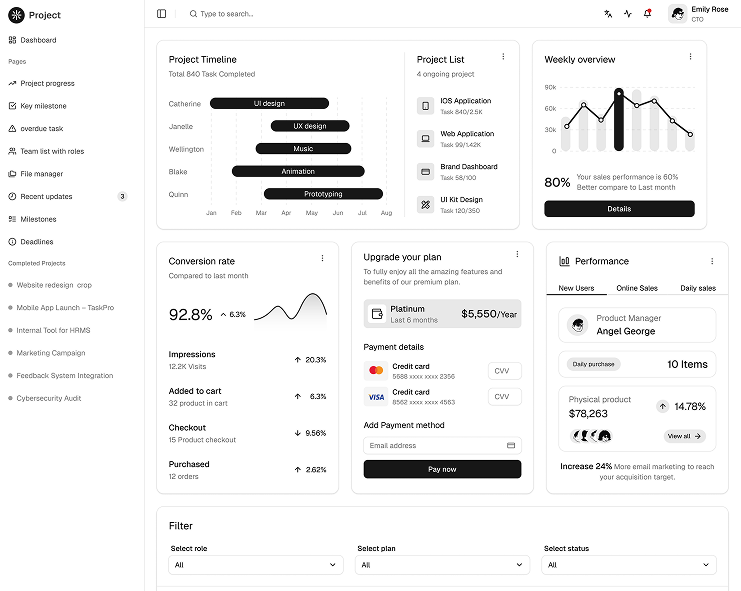 Project
Dashboard
Pages
Project progress
Key milestone
overdue task
Team list with roles
File manager
Recent updates 3
Milestones
Deadlines
Completed Projects
Website redesign crop
Mobile App Launch – TaskPro
Internal Tool for HRMS
Marketing Campaign
Feedback System Integration
Cybersecurity Audit
Type to search...
Emily Rose
CTO
Project Timeline
Total 840 Task Completed
Catherine UI design
Janelle UX design
Wellington Music
Blake Animation
Quinn Prototyping
Jan Feb Mar Apr May Jun Jul Aug
Project List
4 ongoing project
IOS Application
Task 840/2.5K
Web Application
Task 99/1.42K
Brand Dashboard
Task 58/100
UI Kit Design
Task 120/350
Weekly overview
90k
60k
30k
0
80% Your sales performance is 60%
Better compare to Last month
Details
Conversion rate
Compared to last month
92.8% 6.3%
Impressions
12.2K Visits
20.3%
Added to cart
32 product in cart
6.3%
Checkout
15 Product checkout
9.56%
Purchased
12 orders
2.62%
Upgrade your plan
To fully enjoy all the amazing features and
benefits of our premium plan.
Platinum
Last 6 months
$5,550/Year
Payment details
Credit card
5688 xxxx xxxx 2356
CVV
VISA
Credit card
8562 xxxx xxxx 4563
CVV
Add Payment method
Email address
Pay now
Performance
New Users Online Sales Daily sales
Product Manager
Angel George
Daily purchase 10 Items
Physical product
$78,263
14.78%
View all
Increase 24% More email marketing to reach
your acquisition target.
Filter
Select role
All
Select plan
All
Select status
All